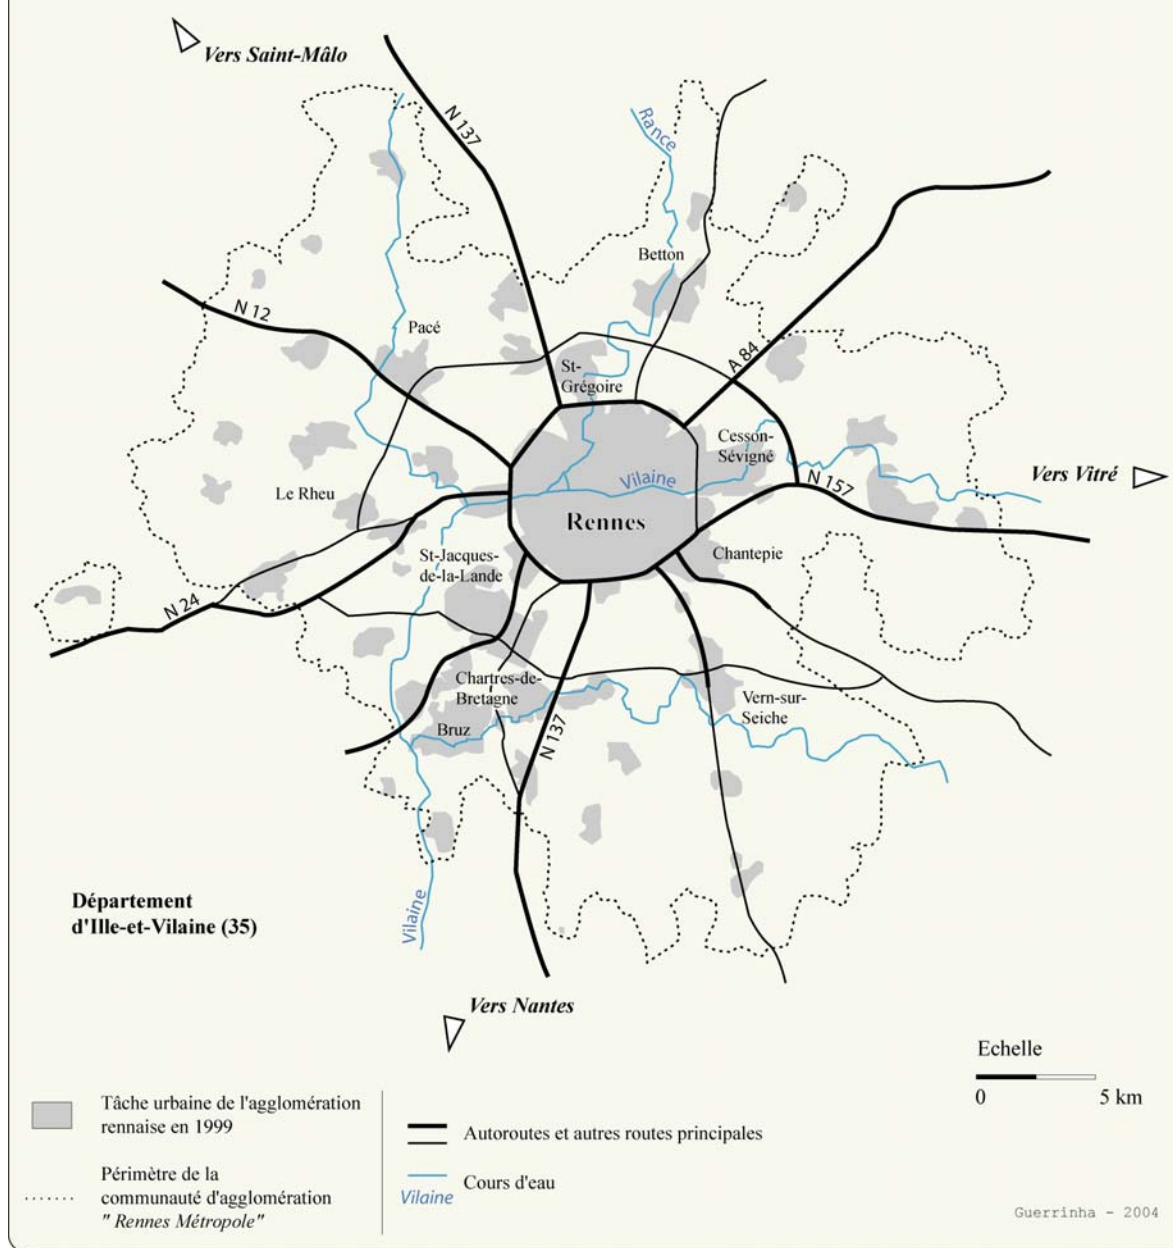 Vers Saint-Mâlo
N 137
Rance
Betton
N 12
Pacé
A 84
St-
Grégoire
Cesson-
Sévigné
Vilaine
Vers Vitré
N 157
Le Rheu
Rennes
Chantepie
St-Jacques-
de-la-Lande
N 24
Chartres-de-
Bretagne
Vern-sur-
Seiche
Bruz
N 137
Vilaine
Département
d'Ille-et-Vilaine (35)
Vers Nantes
Echelle
0 5 km
Tâche urbaine de l'agglomération
rennaise en 1999
Périmètre de la
communauté d'agglomération
" Rennes Métropole"
Autoroutes et autres routes principales
Cours d'eau
Vilaine
Guerrinha - 2004